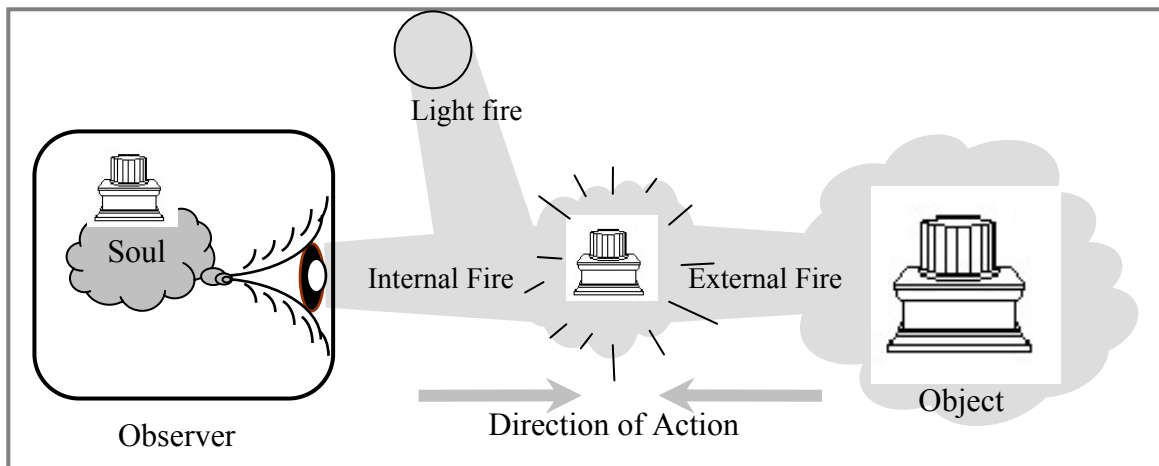 Light fire
Soul
Internal Fire
External Fire
Object
Direction of Action
Observer